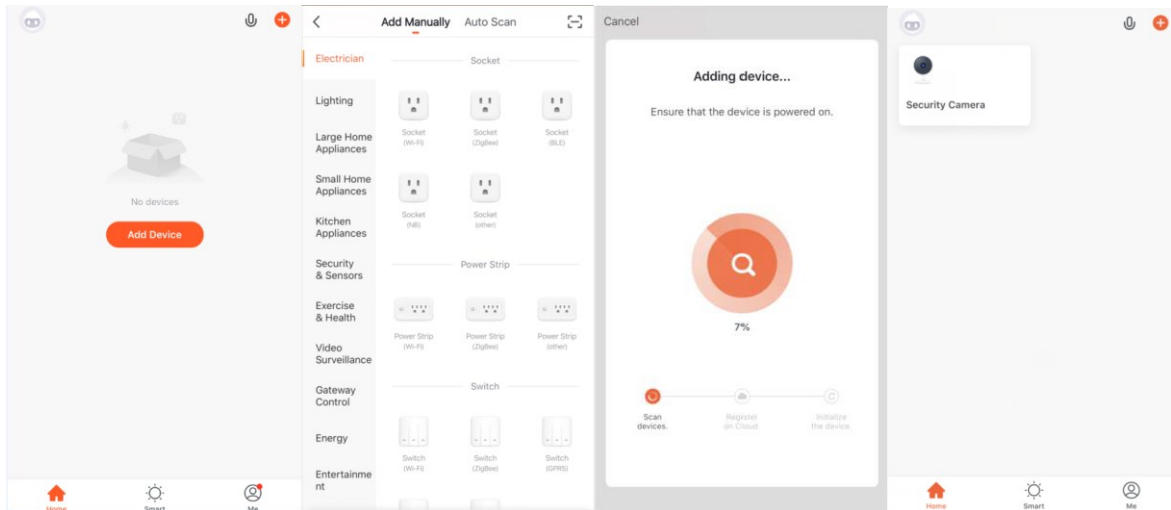 No devices
Add Device
Home
Smart
Me
Add Manually
Auto Scan
Electrician
Lighting
Large Home
Appliances
Small Home
Appliances
Kitchen
Appliances
Security
& Sensors
Exercise
& Health
Video
Surveillance
Gateway
Control
Energy
Entertainme
nt
Socket
Socket
(Wi-Fi)
Socket
(ZigBee)
Socket
(BLE)
Socket
(NB)
Socket
(other)
Power Strip
Power Strip
(Wi-Fi)
Power Strip
(ZigBee)
Power Strip
(other)
Switch
Switch
(Wi-Fi)
Switch
(ZigBee)
Switch
(GPRS)
Cancel
Adding device...
Ensure that the device is powered on.
7%
Scan
devices.
Register
on Cloud
Initialize
the device.
Security Camera
Home
Smart
Me